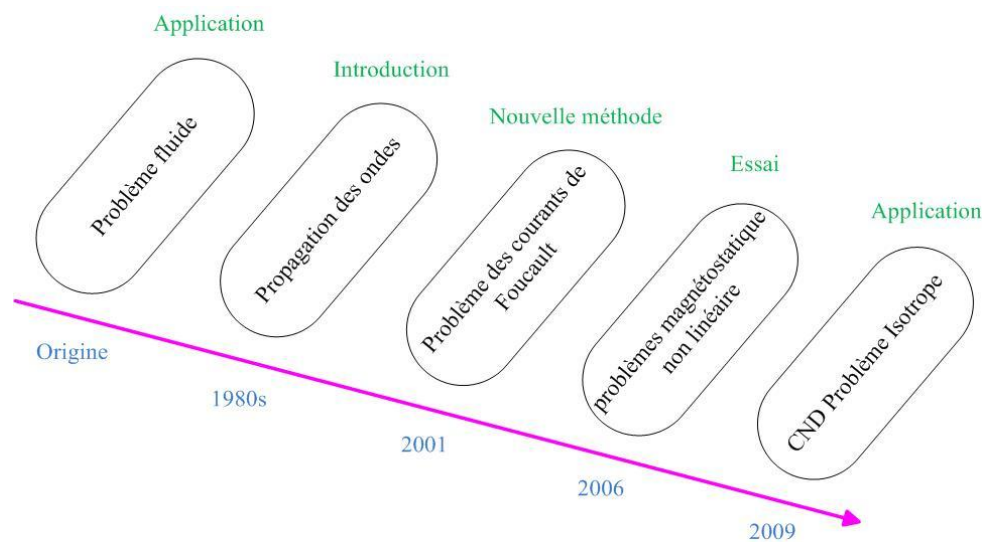 Application
Problème fluide
Origine
Introduction
Propagation des ondes
1980s
Nouvelle méthode
Problème des courants de
Foucault
2001
Essai
problèmes magnétostatique
non linéaire
2006
Application
CND Problème Isotrope
2009